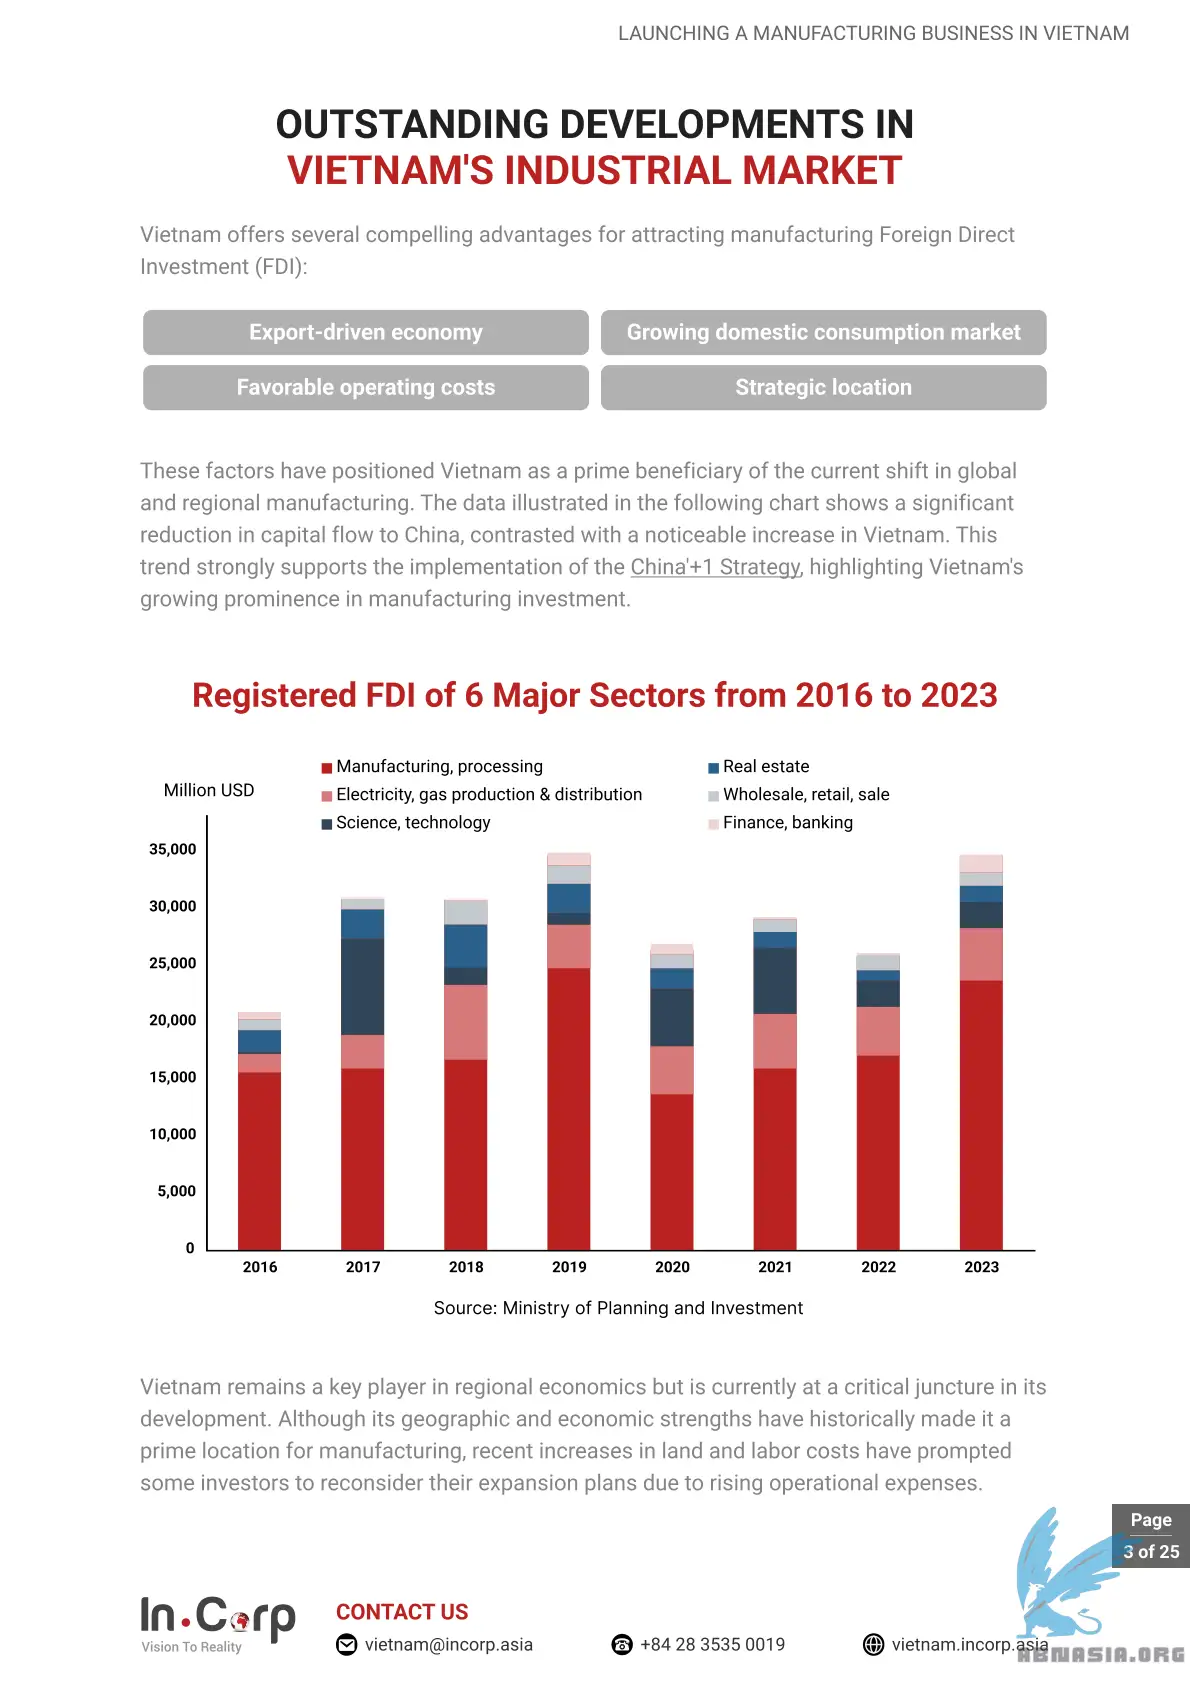 LAUNCHING A MANUFACTURING BUSINESS IN VIETNAM
OUTSTANDING DEVELOPMENTS IN
VIETNAM'S INDUSTRIAL MARKET
Vietnam offers several compelling advantages for attracting manufacturing Foreign Direct
Investment (FDI):
Export-driven economy
Growing domestic consumption market
Favorable operating costs
Strategic location
These factors have positioned Vietnam as a prime beneficiary of the current shift in global
and regional manufacturing. The data illustrated in the following chart shows a significant
reduction in capital flow to China, contrasted with a noticeable increase in Vietnam. This
trend strongly supports the implementation of the China'+1 Strategy, highlighting Vietnam's
growing prominence in manufacturing investment.
Registered FDI of 6 Major Sectors from 2016 to 2023
Million USD
Manufacturing, processing
Real estate
Electricity, gas production & distribution
Wholesale, retail, sale
Science, technology
Finance, banking
35,000
30,000
25,000
20,000
15,000
10,000
5,000
0
2016 2017 2018 2019 2020 2021 2022 2023
Source: Ministry of Planning and Investment
Vietnam remains a key player in regional economics but is currently at a critical juncture in its
development. Although its geographic and economic strengths have historically made it a
prime location for manufacturing, recent increases in land and labor costs have prompted
some investors to reconsider their expansion plans due to rising operational expenses.
Page
3 of 25
In.Corp
Vision To Reality
CONTACT US
vietnam@incorp.asia
+84 28 3535 0019
vietnam.incorp.asia
ABNASIA.ORG